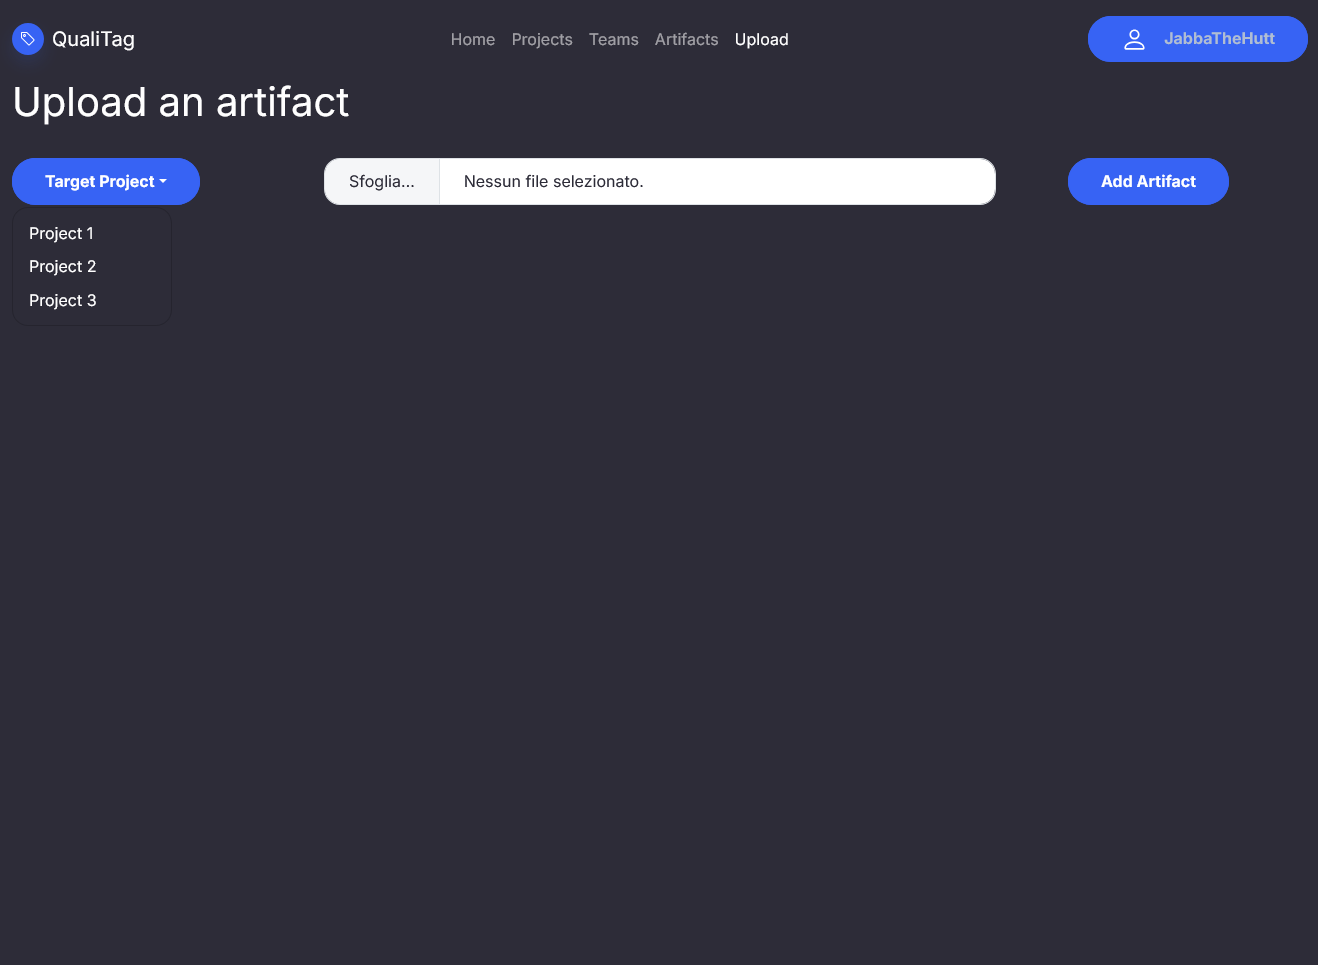 QualiTag
Home Projects Teams Artifacts Upload
JabbaTheHutt
Upload an artifact
Target Project
Sfoglia... Nessun file selezionato.
Add Artifact
Project 1
Project 2
Project 3